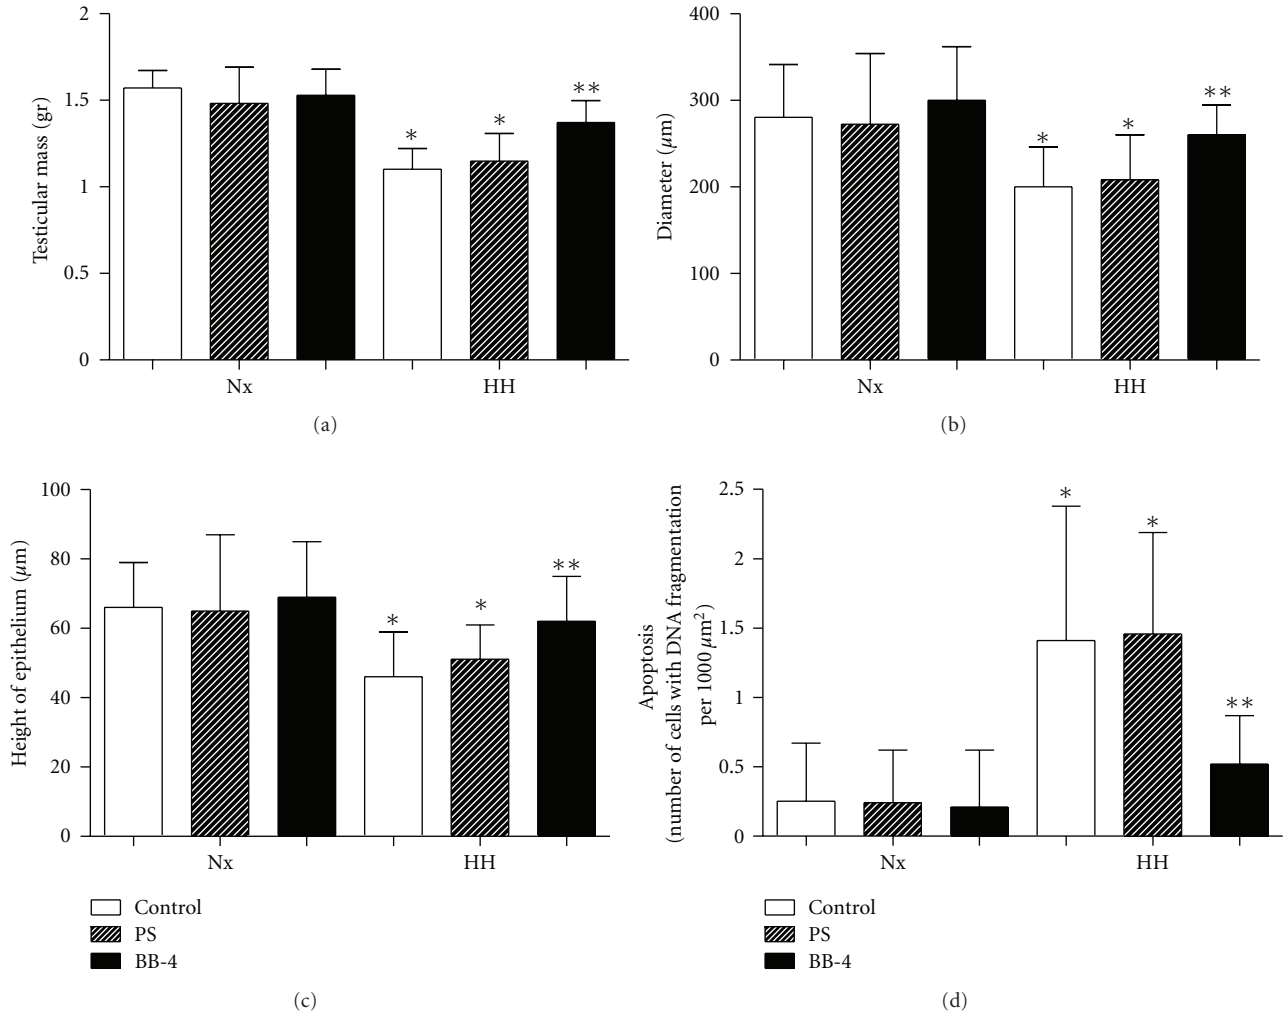 Testicular mass (gr)
2
1.5
1
0.5
0
*
*
**
Nx
HH
(a)
Diameter (μm)
400
300
200
100
0
*
*
**
Nx
HH
(b)
Height of epithelium (μm)
100
80
60
40
20
0
*
*
**
Nx
HH
Control
PS
BB-4
(c)
Apoptosis
(number of cells with DNA fragmentation
per 1000 μm²)
2.5
2
1.5
1
0.5
0
*
*
**
Nx
HH
Control
PS
BB-4
(d)